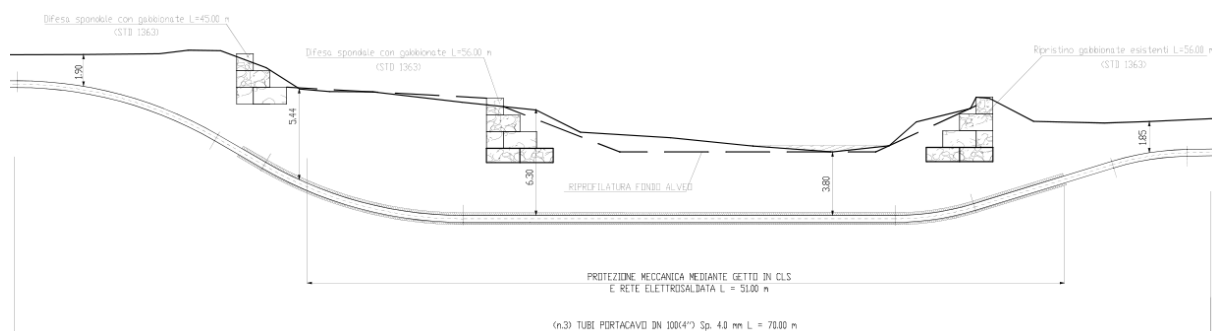 Difesa spondale con gabbionate L=45.00 m
(STD 1363)
Difesa spondale con gabbionate L=56.00 m
(STD 1363)
Ripristino gabbionate esistenti L=56.00 m
(STD 1363)
1.90
5.44
6.30
3.80
1.85
RIPROFILATURA FONDO ALVEO
PROTEZIONE MECCANICA MEDIANTE GETTO IN CLS
E RETE ELETTROSALDATA L = 51.00 m
(n.3) TUBI PORTACAVO DN 100(4") Sp. 4.0 mm L = 70.00 m